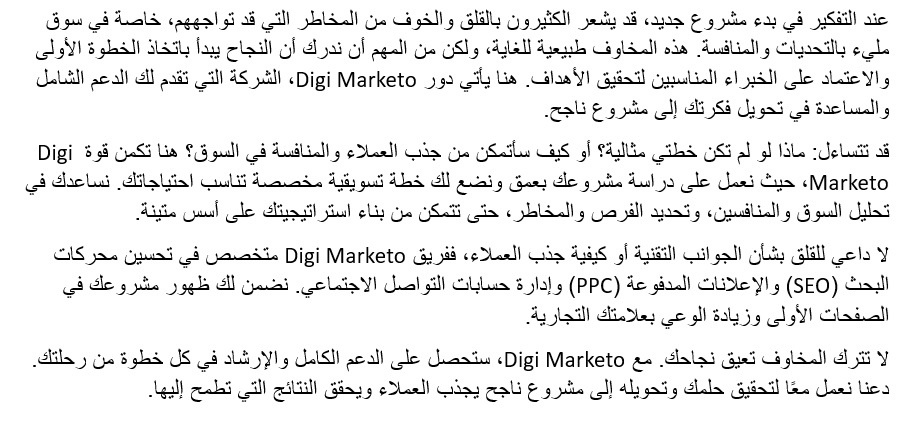 عند التفكير في بدء مشروع جديد، قد يشعر الكثيرون بالقلق والخوف من المخاطر التي قد تواجههم، خاصة في سوق
مليء بالتحديات والمنافسة. هذه المخاوف طبيعية للغاية، ولكن من المهم أن ندرك أن النجاح يبدأ باتخاذ الخطوة الأولى
والاعتماد على الخبراء المناسبين لتحقيق الأهداف. هنا يأتي دور Digi Marketo، الشركة التي تقدم لك الدعم الشامل
والمساعدة في تحويل فكرتك إلى مشروع ناجح.
قد تتساءل: ماذا لو لم تكن خطتي مثالية؟ أو كيف سأتمكن من جذب العملاء والمنافسة في السوق؟ هنا تكمن قوة Digi
Marketo، حيث نعمل على دراسة مشروعك بعمق ونضع لك خطة تسويقية مخصصة تناسب احتياجاتك. نساعدك في
تحليل السوق والمنافسين، وتحديد الفرص والمخاطر، حتى تتمكن من بناء استراتيجيتك على أسس متينة.
لا داعي للقلق بشأن الجوانب التقنية أو كيفية جذب العملاء، ففريق Digi Marketo متخصص في تحسين محركات
البحث (SEO) والإعلانات المدفوعة (PPC) وإدارة حسابات التواصل الاجتماعي. نضمن لك ظهور مشروعك في
الصفحات الأولى وزيادة الوعي بعلامتك التجارية.
لا تترك المخاوف تعيق نجاحك. مع Digi Marketo، ستحصل على الدعم الكامل والإرشاد في كل خطوة من رحلتك.
دعنا نعمل معًا لتحقيق حلمك وتحويله إلى مشروع ناجح يجذب العملاء ويحقق النتائج التي تطمح إليها.